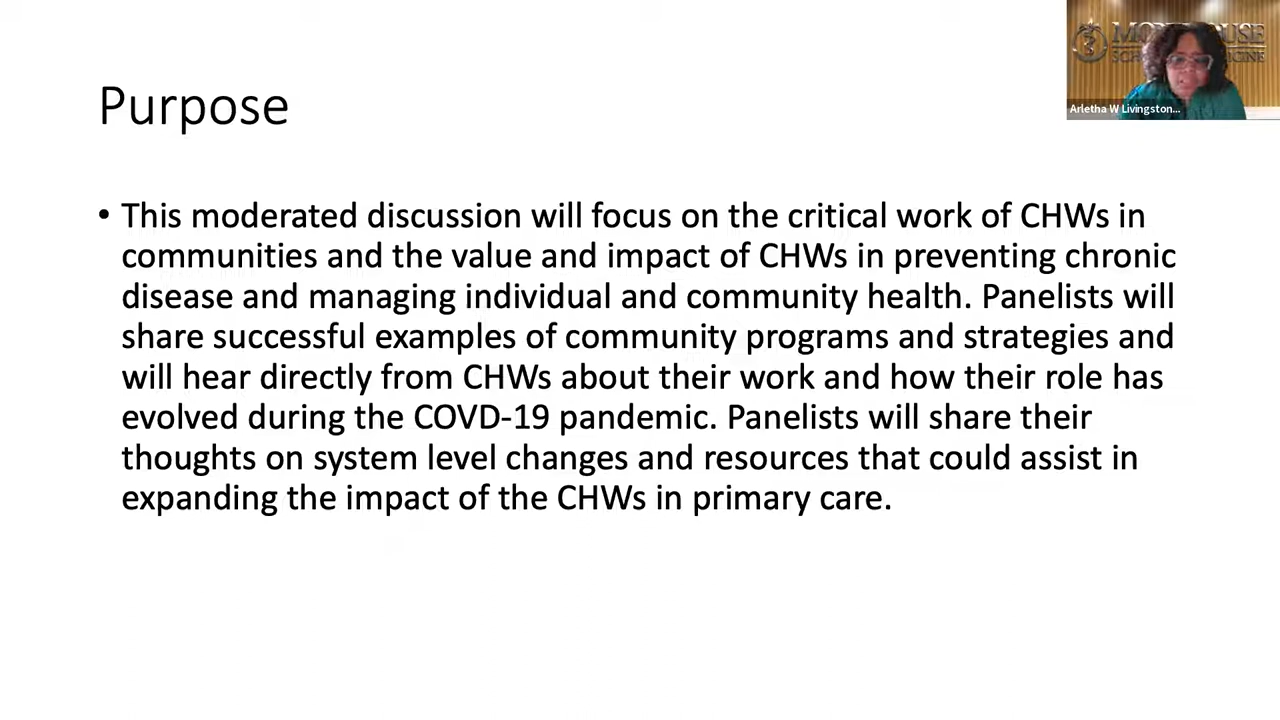 Purpose
• This moderated discussion will focus on the critical work of CHWs in
communities and the value and impact of CHWs in preventing chronic
disease and managing individual and community health. Panelists will
share successful examples of community programs and strategies and
will hear directly from CHWs about their work and how their role has
evolved during the COVD-19 pandemic. Panelists will share their
thoughts on system level changes and resources that could assist in
expanding the impact of the CHWs in primary care.
Arletha W Livingston...